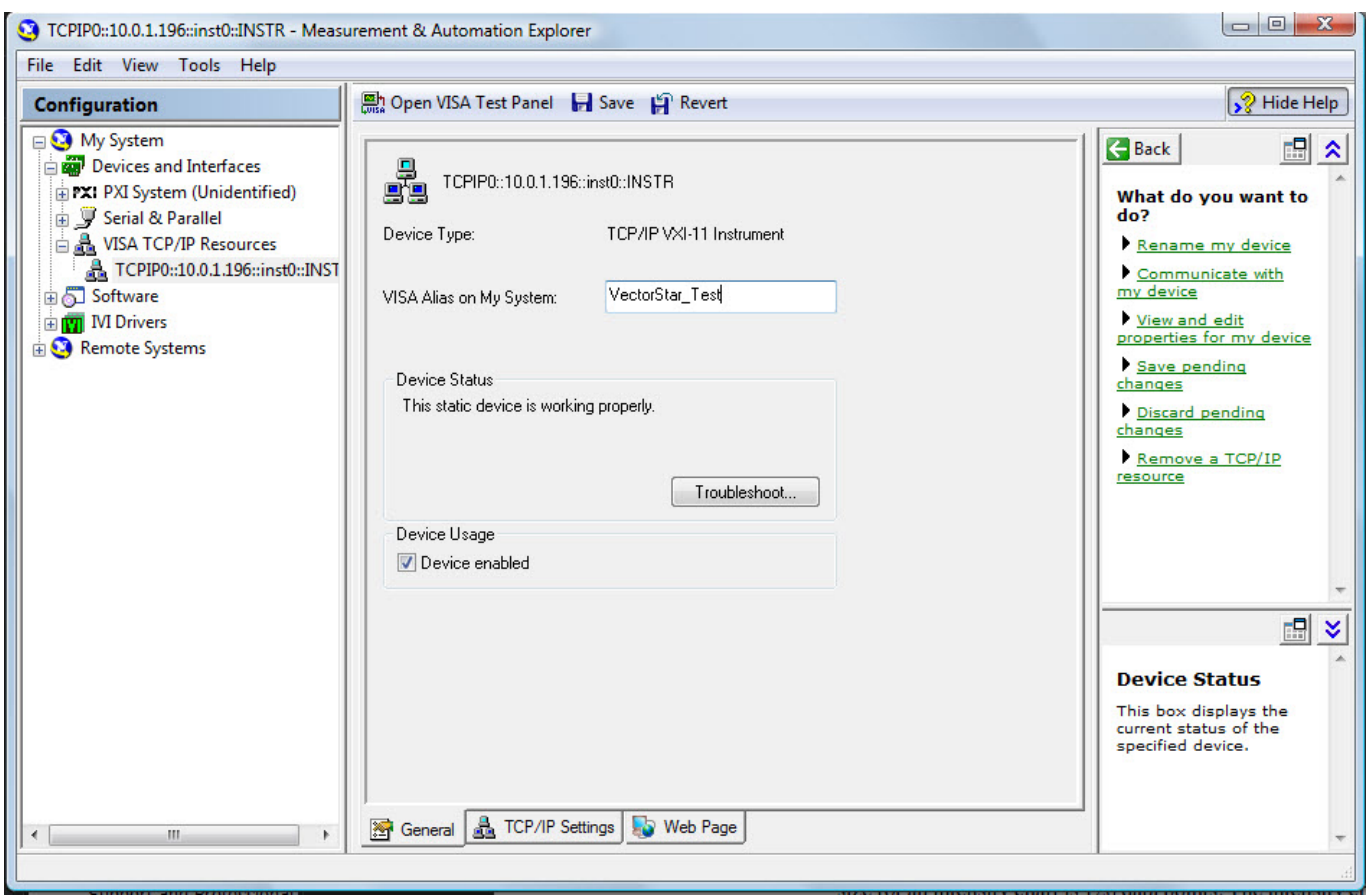 TCPIP0::10.0.1.196::inst0::INSTR - Measurement & Automation Explorer
File Edit View Tools Help
Configuration
My System
Devices and Interfaces
PXI PXI System (Unidentified)
Serial & Parallel
VISA TCP/IP Resources
TCPIP0::10.0.1.196::inst0::INST
Software
IVI Drivers
Remote Systems
Open VISA Test Panel Save Revert
Hide Help
TCPIP0::10.0.1.196::inst0::INSTR
Device Type: TCP/IP VXI-11 Instrument
VISA Alias on My System: VectorStar_Test
Device Status
This static device is working properly.
Troubleshoot...
Device Usage
Device enabled
General TCP/IP Settings Web Page
Back
What do you want to
do?
Rename my device
Communicate with
my device
View and edit
properties for my device
Save pending
changes
Discard pending
changes
Remove a TCP/IP
resource
Device Status
This box displays the
current status of the
specified device.